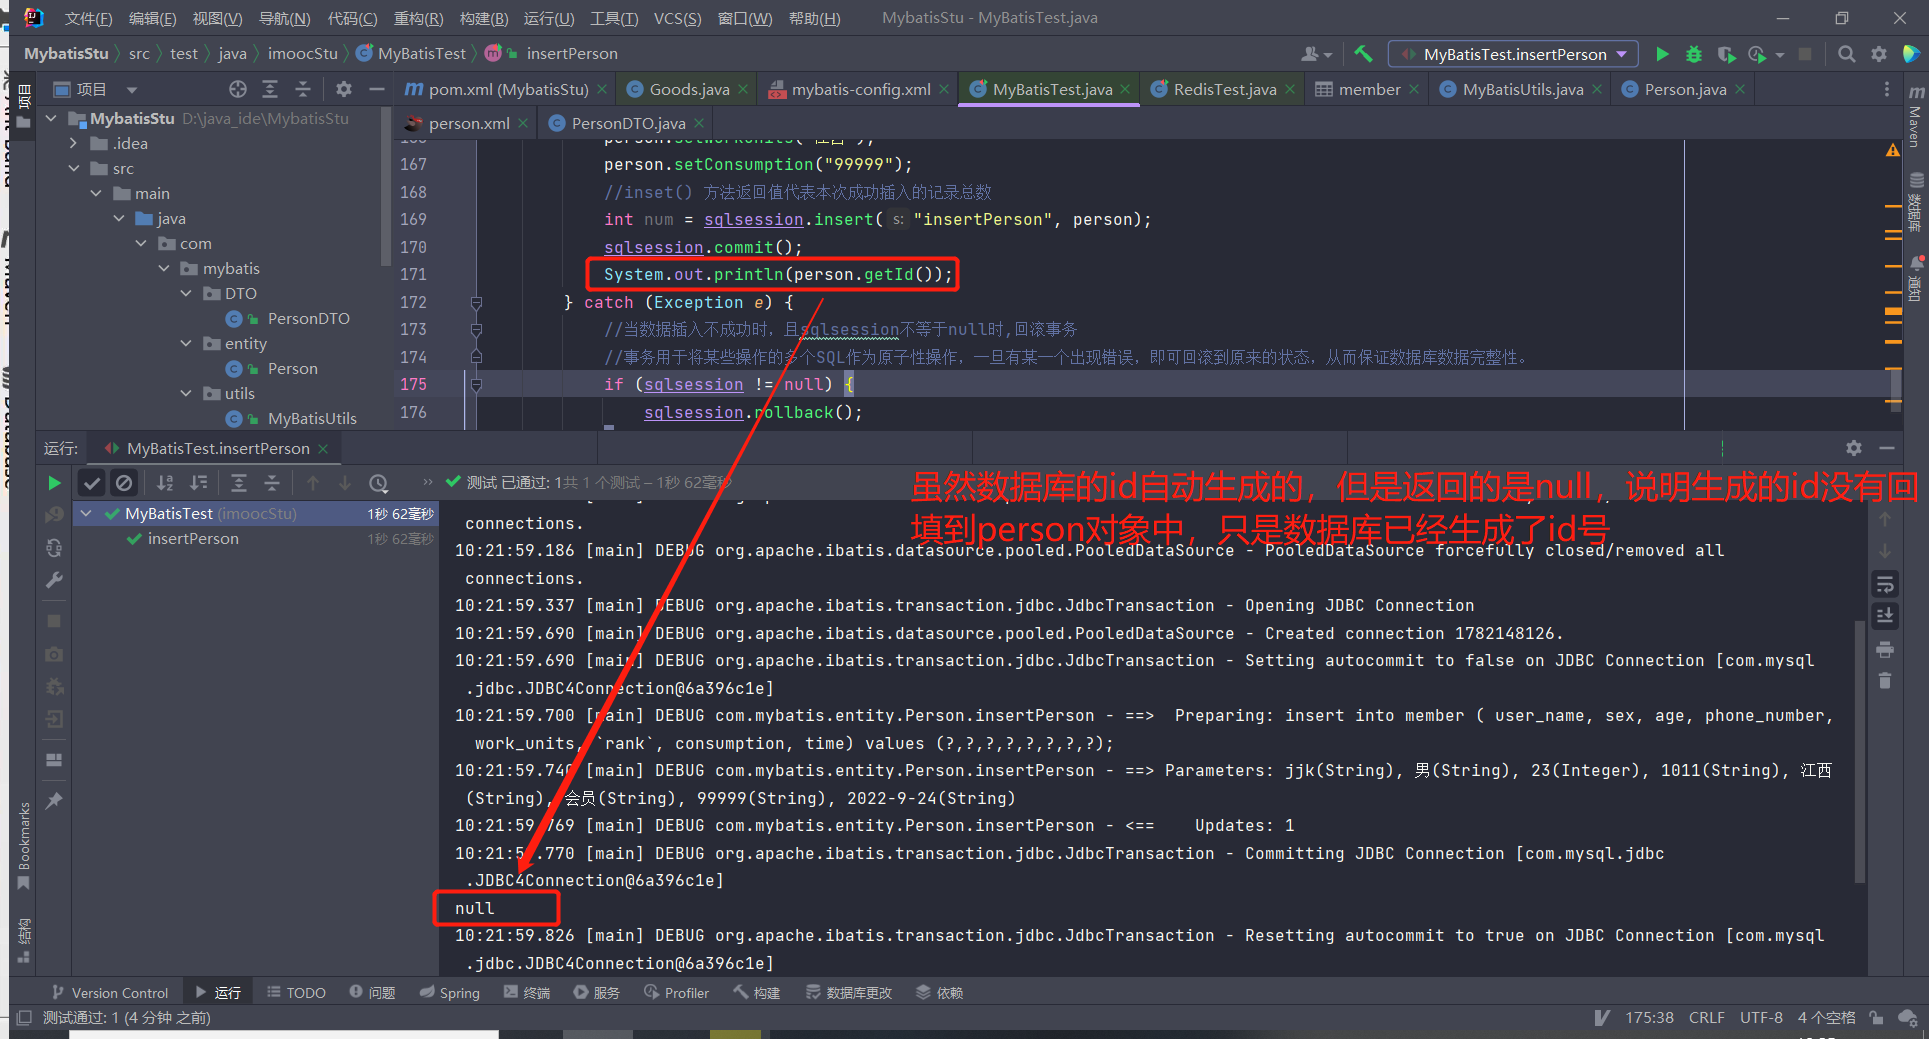 文件(F) 编辑(E) 视图(V) 导航(N) 代码(C) 重构(R) 构建(B) 运行(U) 工具(T) VCS(S) 窗口(W) 帮助(H) MybatisStu - MyBatisTest.java
MybatisStu src test java imoocStu MyBatisTest insertPerson MyBatisTest.insertPerson
项目
项目
pom.xml (MybatisStu) Goods.java mybatis-config.xml MyBatisTest.java RedisTest.java member MyBatisUtils.java Person.java
person.xml PersonDTO.java
MybatisStu D:\java_ide\MybatisStu
.idea
src
main
java
com
mybatis
DTO
PersonDTO
entity
Person
utils
MyBatisUtils
167 person.setConsumption("99999");
168 //inset() 方法返回值代表本次成功插入的记录总数
169 int num = sqlsession.insert( s: "insertPerson", person);
170 sqlsession.commit();
171 System.out.println(person.getId());
172 } catch (Exception e) {
173 //当数据插入不成功时，且sqlsession不等于null时,回滚事务
174 //事务用于将某些操作的多个SQL作为原子性操作，一旦有某一个出现错误，即可回滚到原来的状态，从而保证数据库数据完整性。
175 if (sqlsession != null) {
176 sqlsession.rollback();
Maven
数据库
通知
运行: MyBatisTest.insertPerson
测试 已通过: 1共 1 个测试 – 1秒 62毫秒
MyBatisTest (imoocStu) 1秒 62毫秒
insertPerson 1秒 62毫秒
虽然数据库的id自动生成的，但是返回的是null，说明生成的id没有回
填到person对象中，只是数据库已经生成了id号
connections.
10:21:59.186 [main] DEBUG org.apache.ibatis.datasource.pooled.PooledDataSource - PooledDataSource forcefully closed/removed all
connections.
10:21:59.337 [main] DEBUG org.apache.ibatis.transaction.jdbc.JdbcTransaction - Opening JDBC Connection
10:21:59.690 [main] DEBUG org.apache.ibatis.datasource.pooled.PooledDataSource - Created connection 1782148126.
10:21:59.690 [main] DEBUG org.apache.ibatis.transaction.jdbc.JdbcTransaction - Setting autocommit to false on JDBC Connection [com.mysql
.jdbc.JDBC4Connection@6a396c1e]
10:21:59.700 [main] DEBUG com.mybatis.entity.Person.insertPerson - ==>  Preparing: insert into member ( user_name, sex, age, phone_number,
work_units, `rank`, consumption, time) values (?,?,?,?,?,?,?,?);
10:21:59.740 [main] DEBUG com.mybatis.entity.Person.insertPerson - ==> Parameters: jjk(String), 男(String), 23(Integer), 1011(String), 江西
(String), 会员(String), 99999(String), 2022-9-24(String)
10:21:59.769 [main] DEBUG com.mybatis.entity.Person.insertPerson - <==    Updates: 1
10:21:59.770 [main] DEBUG org.apache.ibatis.transaction.jdbc.JdbcTransaction - Committing JDBC Connection [com.mysql.jdbc
.JDBC4Connection@6a396c1e]
null
10:21:59.826 [main] DEBUG org.apache.ibatis.transaction.jdbc.JdbcTransaction - Resetting autocommit to true on JDBC Connection [com.mysql
.jdbc.JDBC4Connection@6a396c1e]
Bookmarks
结构
Version Control 运行 TODO 问题 Spring 终端 服务 Profiler 构建 数据库更改 依赖
测试通过: 1 (4 分钟 之前) 175:38 CRLF UTF-8 4 个空格